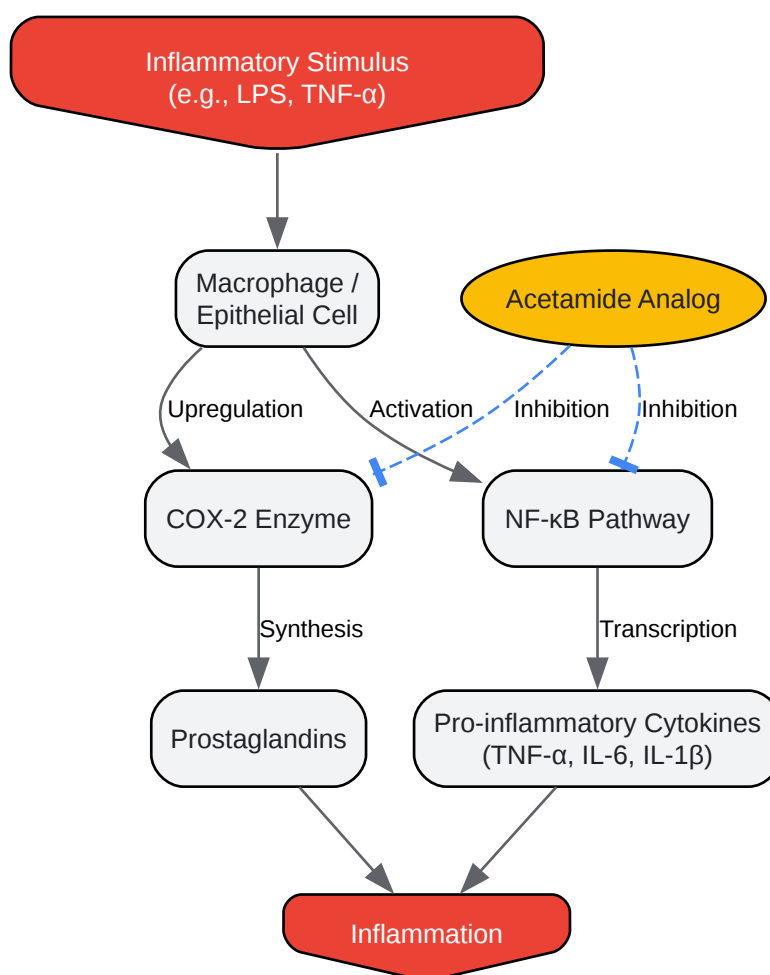 Inflammatory Stimulus
(e.g., LPS, TNF-α)
Macrophage /
Epithelial Cell
Acetamide Analog
Upregulation
Activation
Inhibition
Inhibition
COX-2 Enzyme
NF-κB Pathway
Synthesis
Transcription
Prostaglandins
Pro-inflammatory Cytokines
(TNF-α, IL-6, IL-1β)
Inflammation